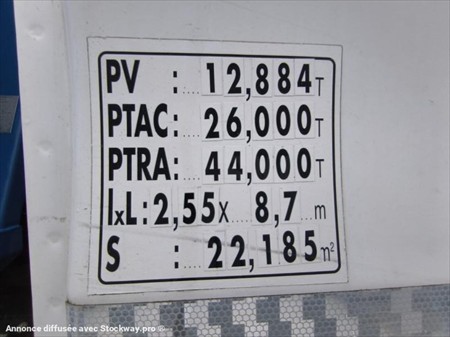 PV : .... 12,884 T
PTAC : .... 26,000 T
PTRA : .... 44,000 T
lxL : 2,55 x ... 8,7 ... m
S : .... 22,185 m²
Annonce diffusée avec Stockway.pro